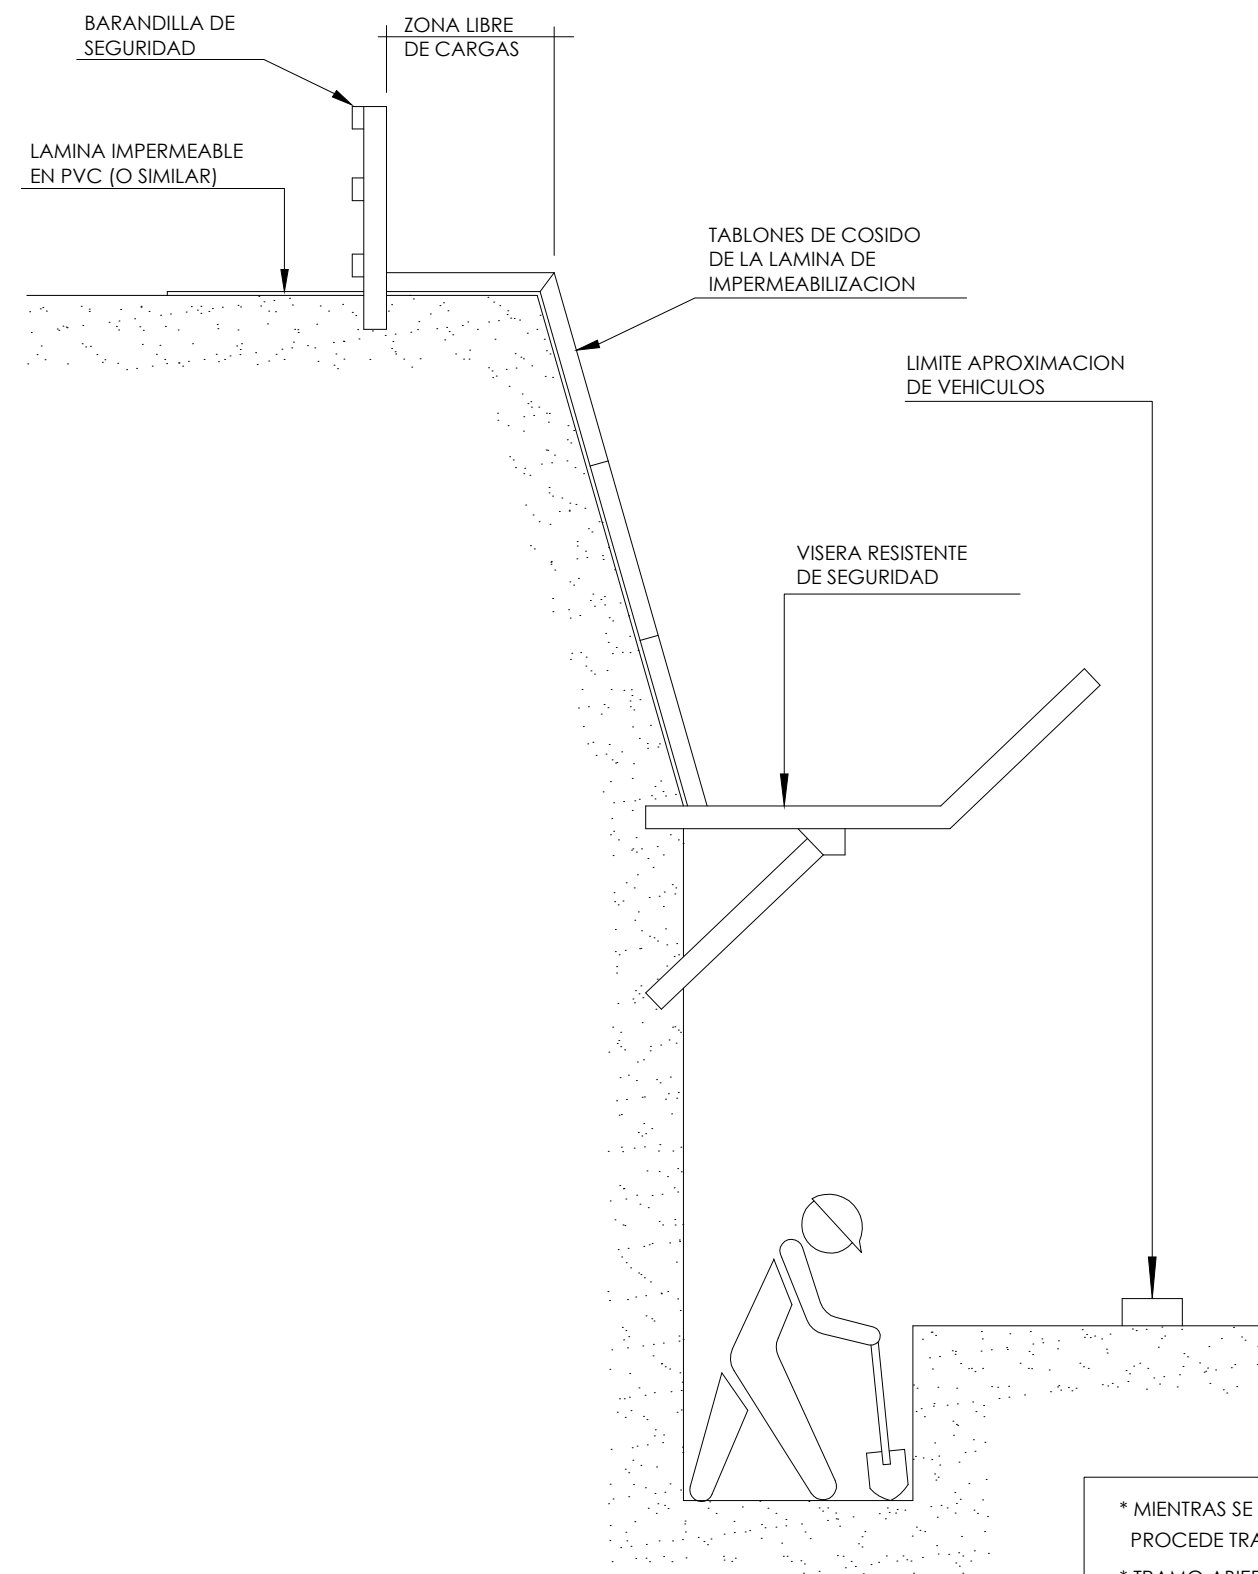 BARANDILLA DE
SEGURIDAD
ZONA LIBRE
DE CARGAS
LAMINA IMPERMEABLE
EN PVC (O SIMILAR)
TABLONES DE COSIDO
DE LA LAMINA DE
IMPERMEABILIZACION
LIMITE APROXIMACION
DE VEHICULOS
VISERA RESISTENTE
DE SEGURIDAD
* MIENTRAS SE
PROCEDE